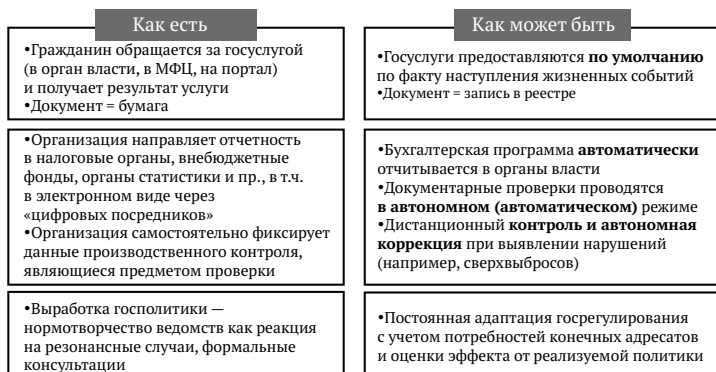 Как есть
•Гражданин обращается за госуслугой
(в орган власти, в МФЦ, на портал)
и получает результат услуги
•Документ = бумага
•Организация направляет отчетность
в налоговые органы, внебюджетные
фонды, органы статистики и пр., в т.ч.
в электронном виде через
«цифровых посредников»
•Организация самостоятельно фиксирует
данные производственного контроля,
являющиеся предметом проверки
•Выработка госполитики —
нормотворчество ведомств как реакция
на резонансные случаи, формальные
консультации
Как может быть
•Госуслуги предоставляются по умолчанию
по факту наступления жизненных событий
•Документ = запись в реестре
•Бухгалтерская программа автоматически
отчитывается в органы власти
•Документарные проверки проводятся
в автономном (автоматическом) режиме
•Дистанционный контроль и автономная
коррекция при выявлении нарушений
(например, сверхвыбросов)
•Постоянная адаптация госрегулирования
с учетом потребностей конечных адресатов
и оценки эффекта от реализуемой политики